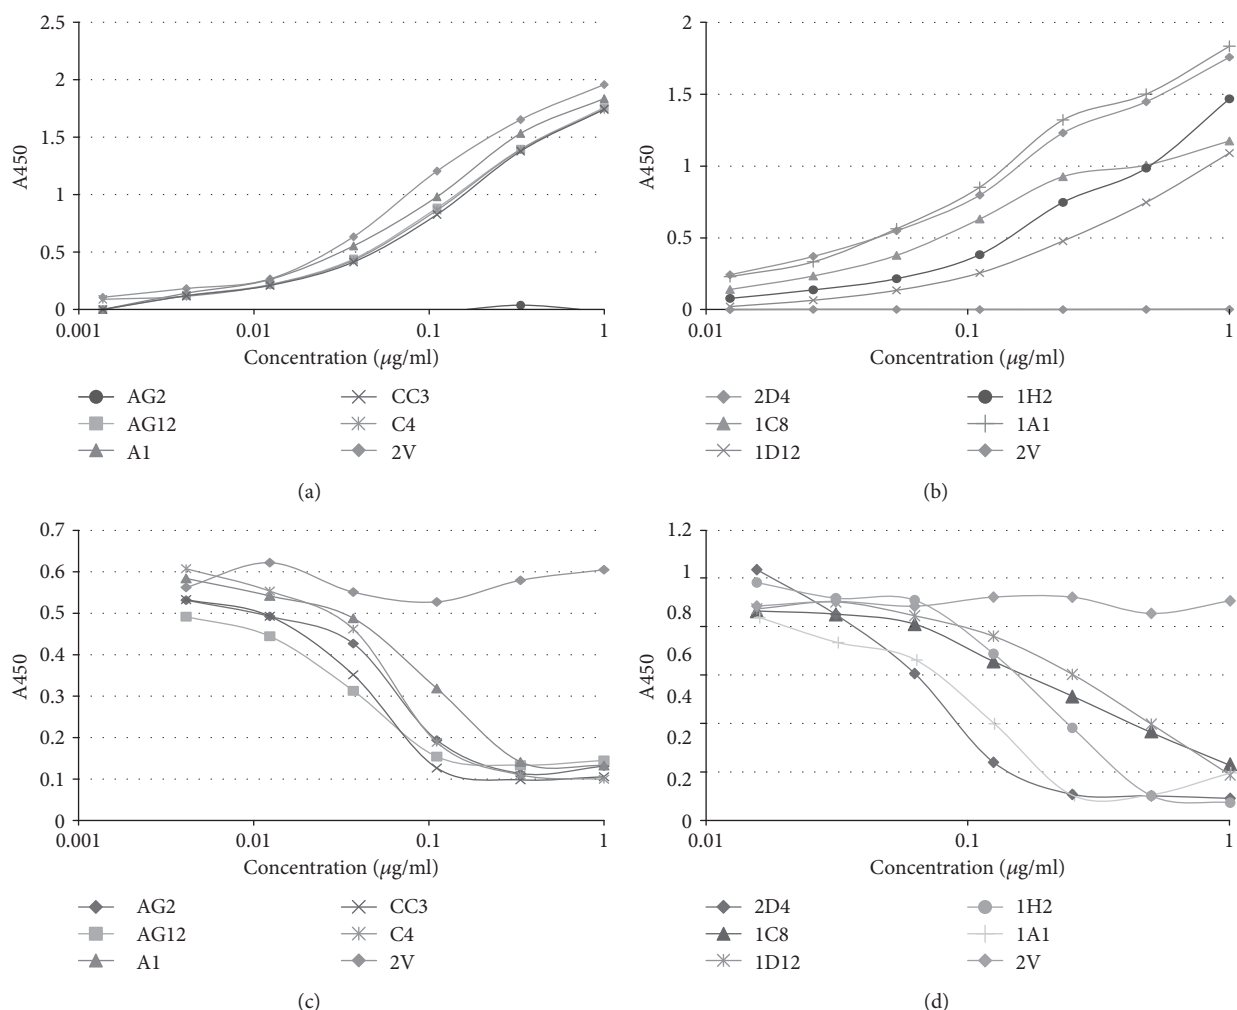 2.5
2
1.5
1
0.5
0
A450
0.001
0.01
0.1
1
Concentration (μg/ml)
AG2
AG12
A1
CC3
C4
2V
(a)
2
1.5
1
0.5
0
A450
0.01
0.1
1
Concentration (μg/ml)
2D4
1C8
1D12
1H2
1A1
2V
(b)
0.7
0.6
0.5
0.4
0.3
0.2
0.1
0
A450
0.001
0.01
0.1
1
Concentration (μg/ml)
AG2
AG12
A1
CC3
C4
2V
(c)
1.2
1
0.8
0.6
0.4
0.2
0.2
0
A450
0.01
0.1
1
Concentration (μg/ml)
2D4
1C8
1D12
1H2
1A1
2V
(d)